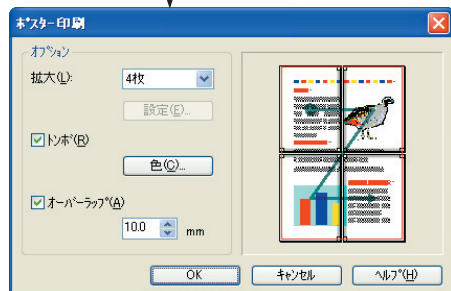 ﾎﾟｽﾀｰ印刷
ｵﾌﾟｼｮﾝ
拡大(L):
4枚
設定(E)...
ﾄﾝﾎﾞ(R)
色(C)...
ｵｰﾊﾞｰﾗｯﾌﾟ(A)
10.0 mm
OK
ｷｬﾝｾﾙ
ﾍﾙﾌﾟ(H)